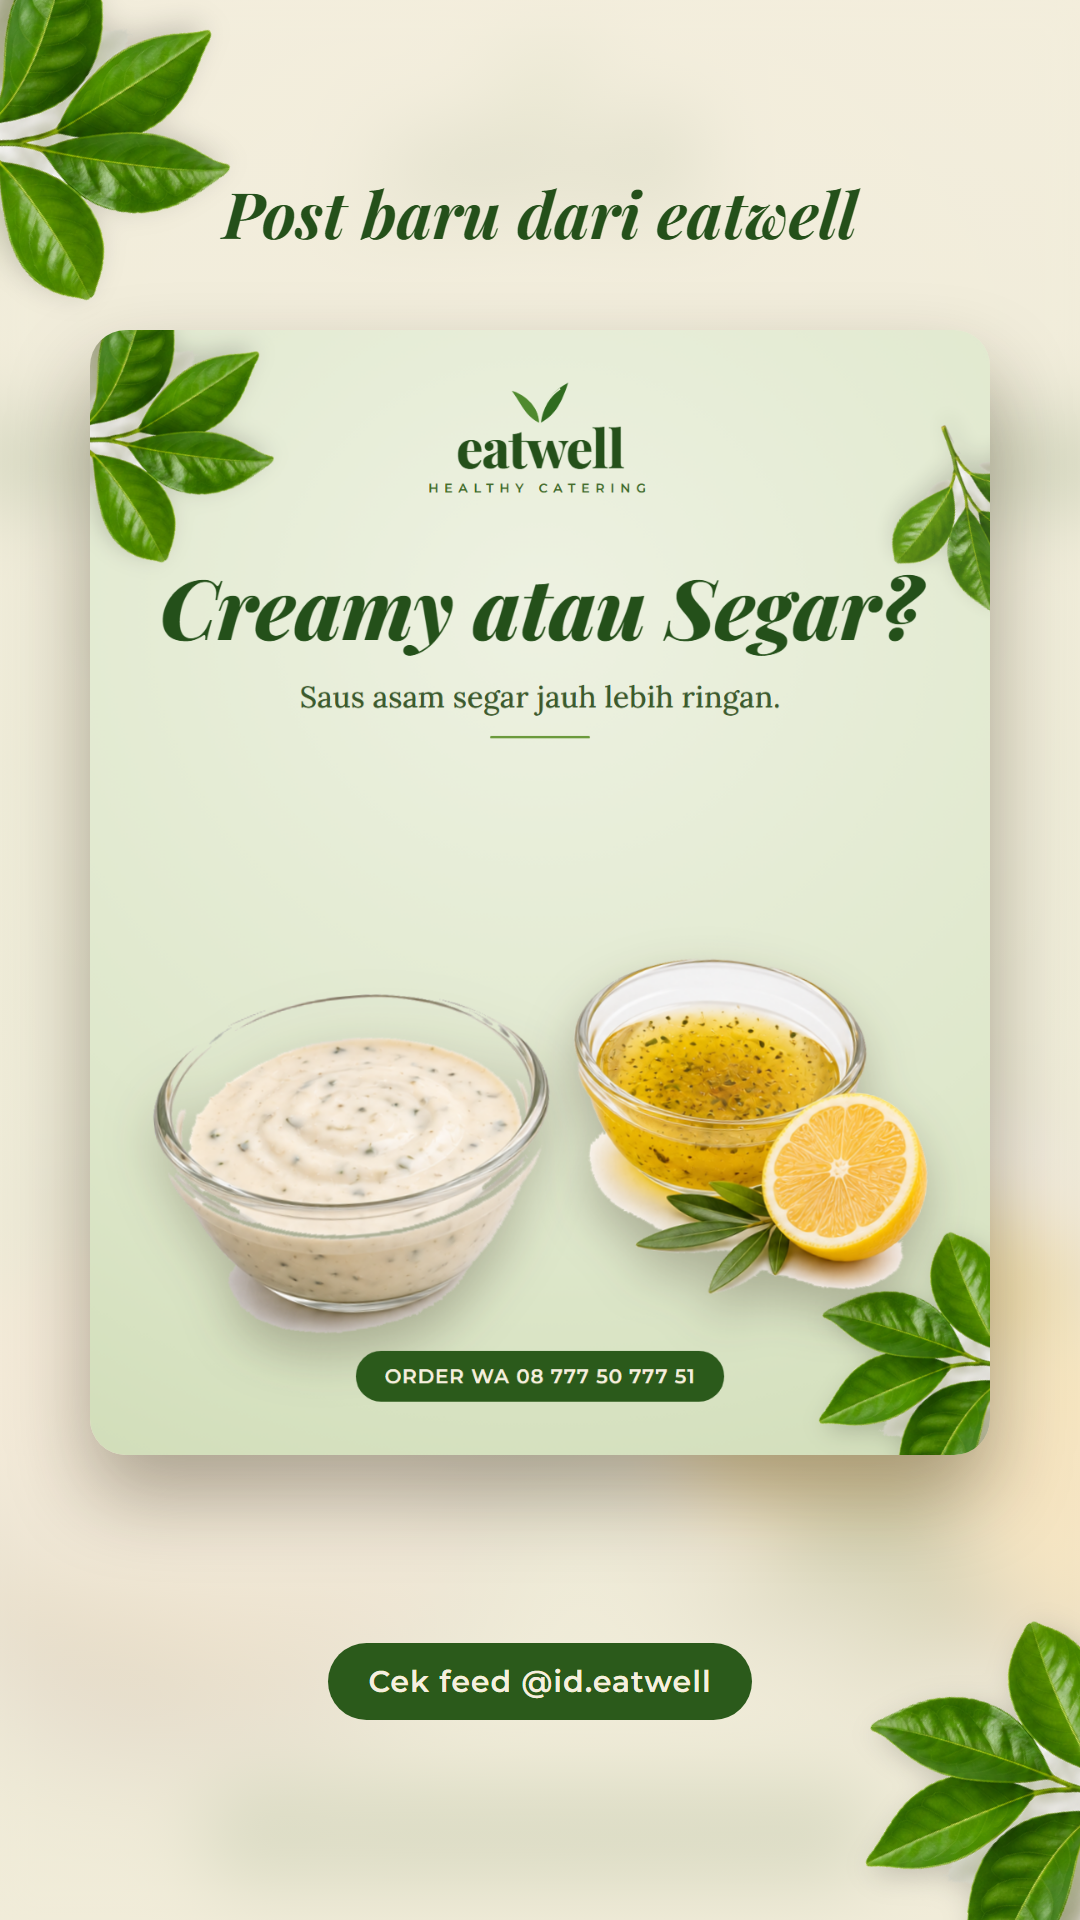 Post baru dari eatwell
eatwell
HEALTHY CATERING
Creamy atau Segar?
Saus asam segar jauh lebih ringan.
ORDER WA 08 777 50 777 51
Cek feed @id.eatwell